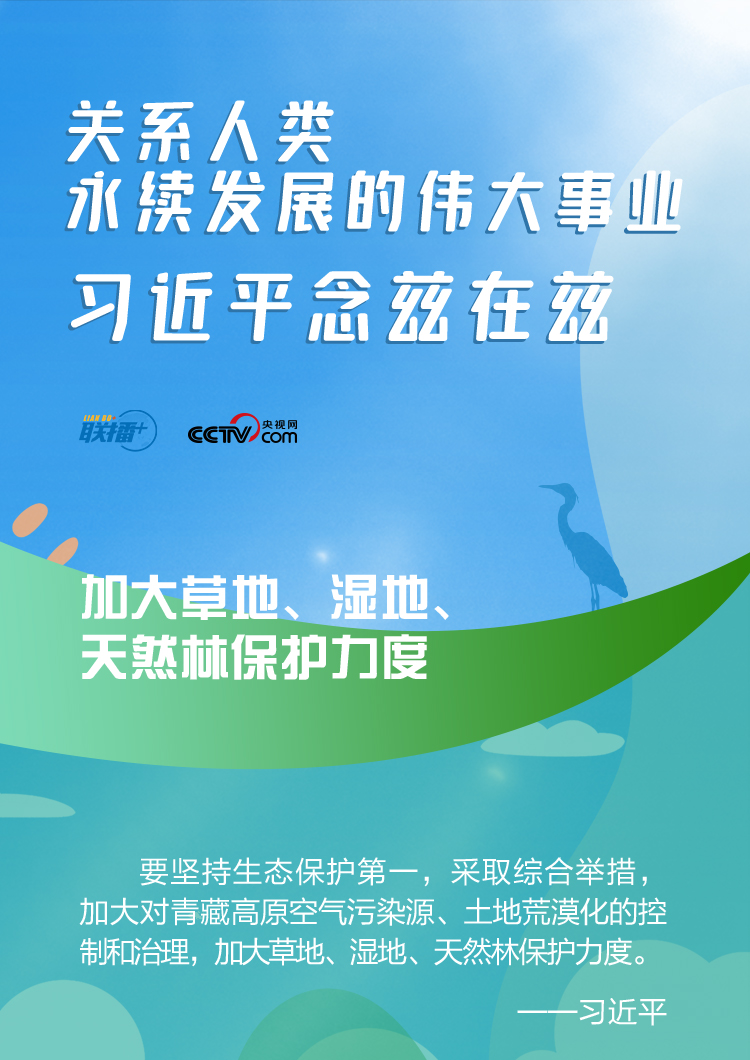 关系人类
永续发展的伟大事业
习近平念兹在兹
LIAN BO+
联播+
CCTV 央视网
com
加大草地、湿地、
天然林保护力度
要坚持生态保护第一，采取综合举措，
加大对青藏高原空气污染源、土地荒漠化的控
制和治理，加大草地、湿地、天然林保护力度。
——习近平